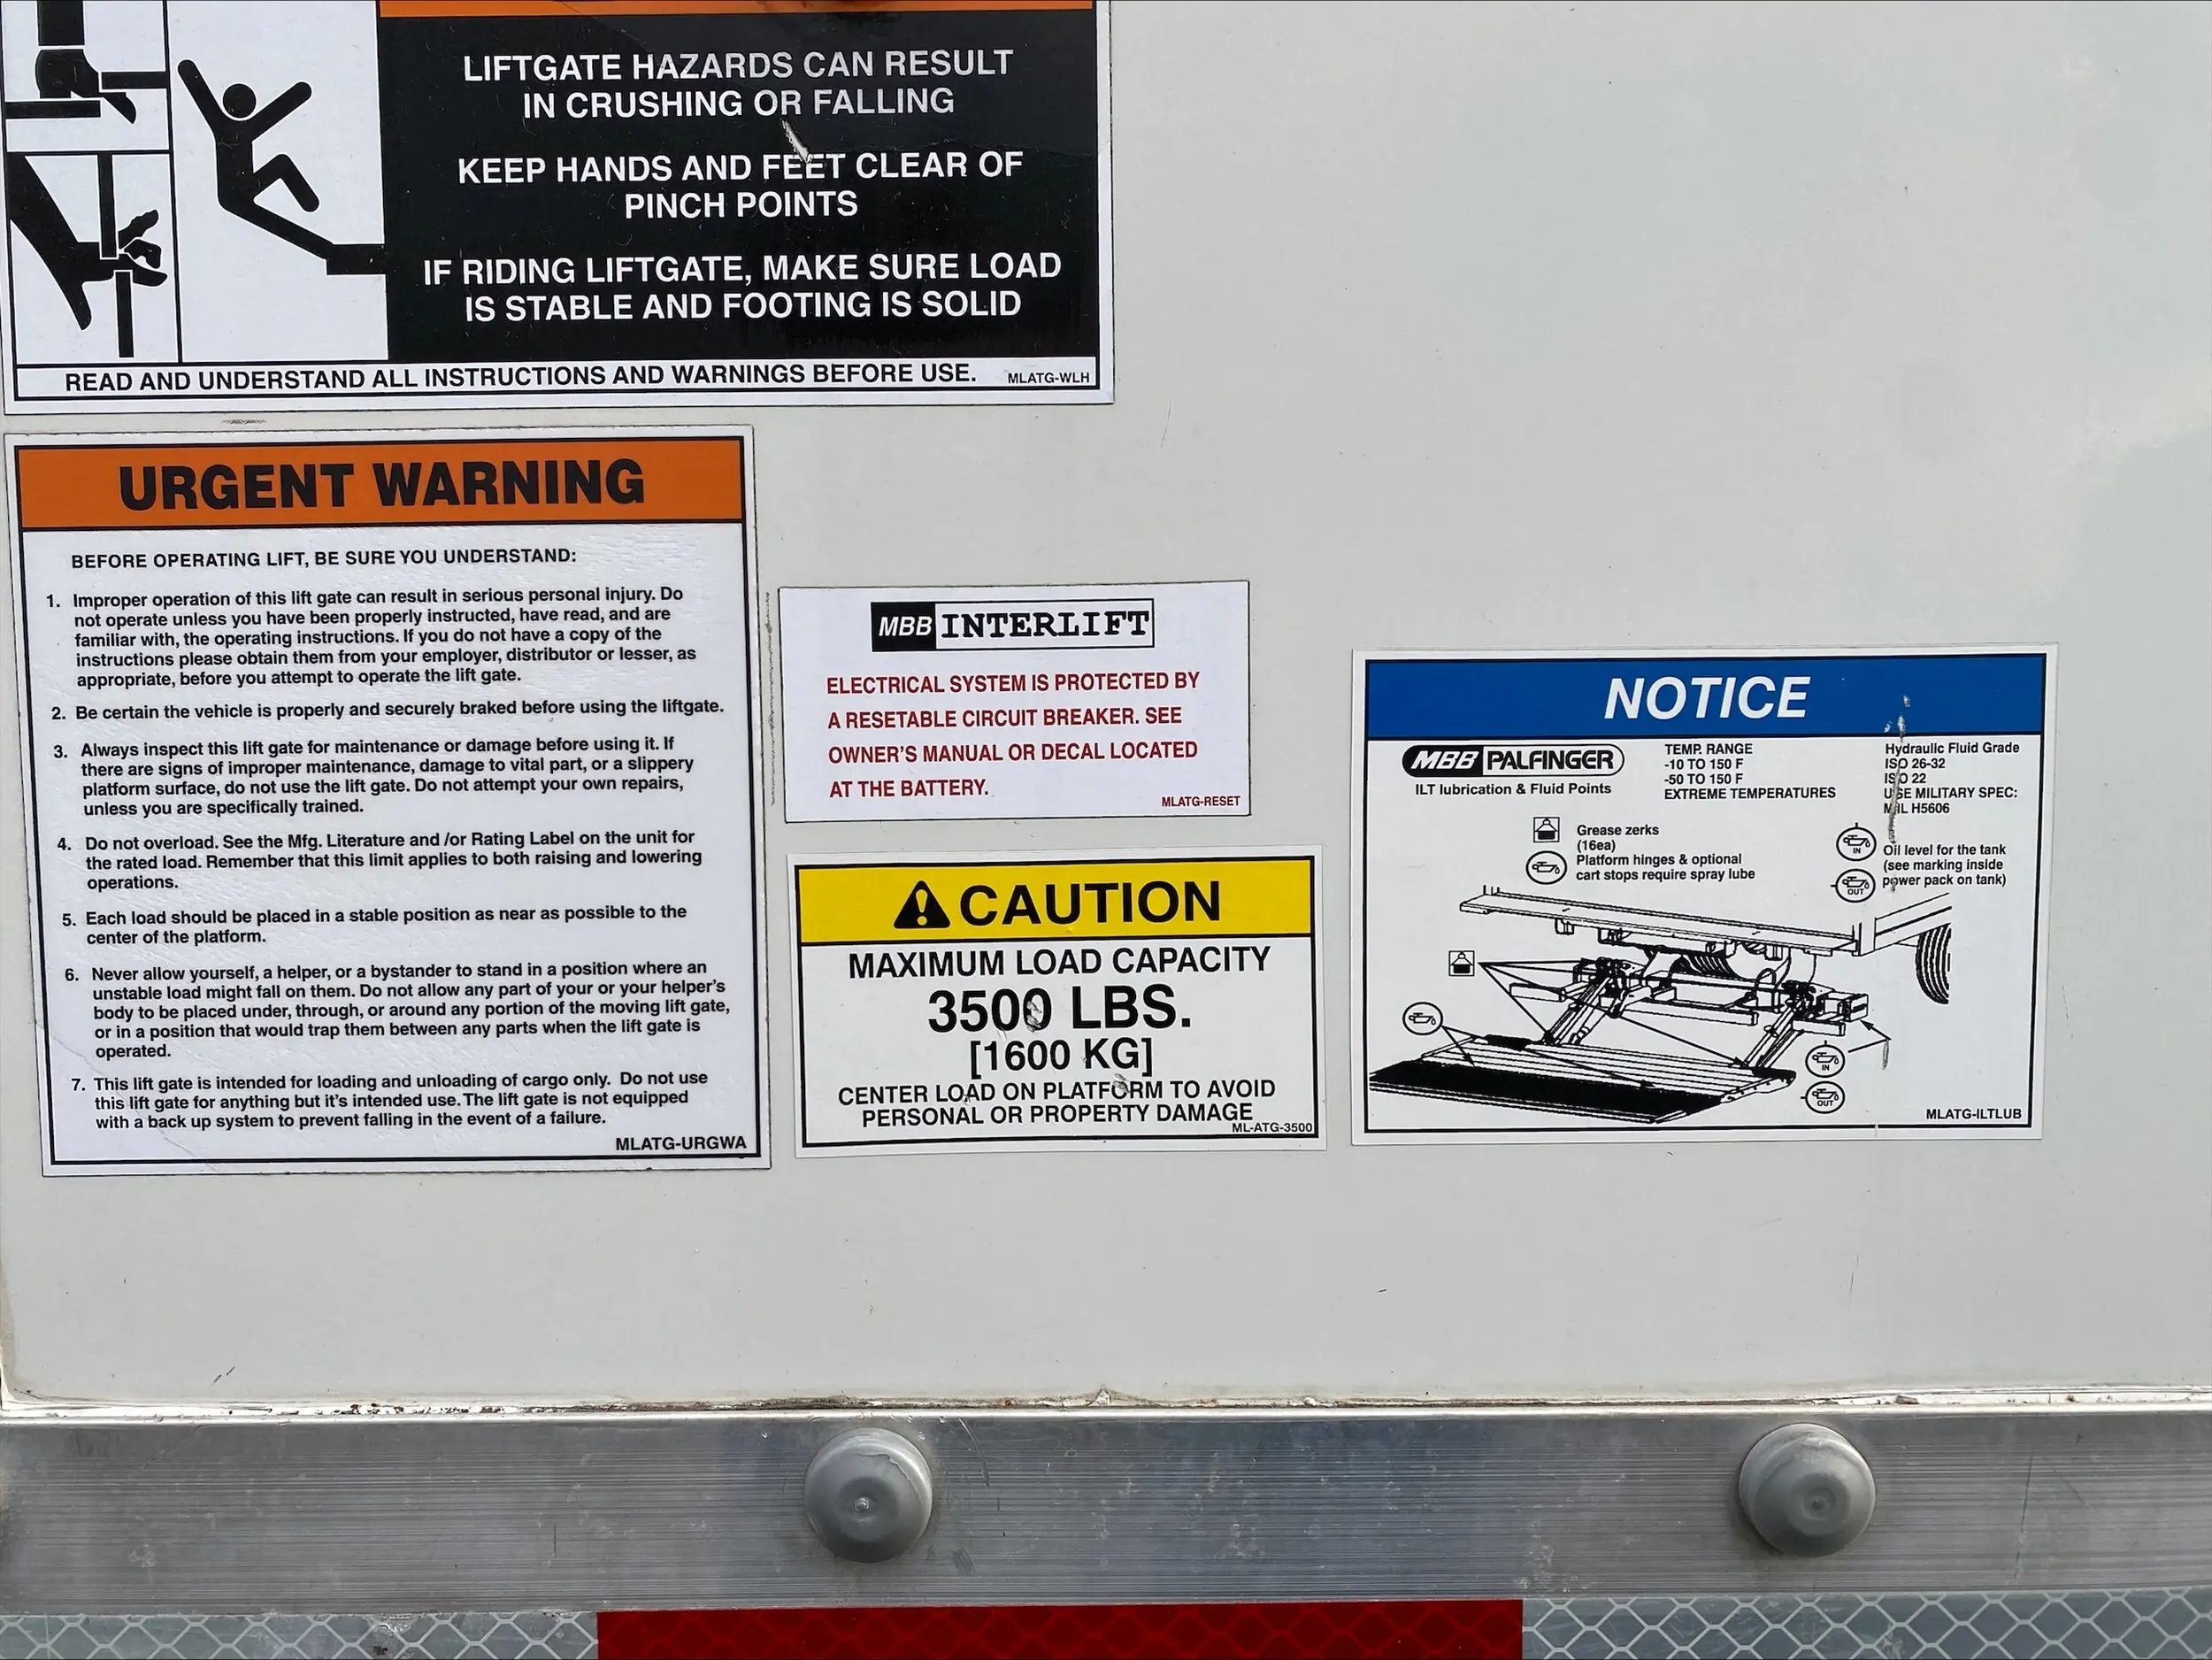 LIFTGATE HAZARDS CAN RESULT
IN CRUSHING OR FALLING
KEEP HANDS AND FEET CLEAR OF
PINCH POINTS
IF RIDING LIFTGATE, MAKE SURE LOAD
IS STABLE AND FOOTING IS SOLID
READ AND UNDERSTAND ALL INSTRUCTIONS AND WARNINGS BEFORE USE.
MLATG-WLH
URGENT WARNING
BEFORE OPERATING LIFT, BE SURE YOU UNDERSTAND:
1. Improper operation of this lift gate can result in serious personal injury. Do
not operate unless you have been properly instructed, have read, and are
familiar with, the operating instructions. If you do not have a copy of the
instructions please obtain them from your employer, distributor or lesser, as
appropriate, before you attempt to operate the lift gate.
2. Be certain the vehicle is properly and securely braked before using the liftgate.
3. Always inspect this lift gate for maintenance or damage before using it. If
there are signs of improper maintenance, damage to vital part, or a slippery
platform surface, do not use the lift gate. Do not attempt your own repairs,
unless you are specifically trained.
4. Do not overload. See the Mfg. Literature and /or Rating Label on the unit for
the rated load. Remember that this limit applies to both raising and lowering
operations.
5. Each load should be placed in a stable position as near as possible to the
center of the platform.
6. Never allow yourself, a helper, or a bystander to stand in a position where an
unstable load might fall on them. Do not allow any part of your or your helper's
body to be placed under, through, or around any portion of the moving lift gate,
or in a position that would trap them between any parts when the lift gate is
operated.
7. This lift gate is intended for loading and unloading of cargo only. Do not use
this lift gate for anything but it's intended use. The lift gate is not equipped
with a back up system to prevent falling in the event of a failure.
MLATG-URGWA
MBB INTERLIFT
ELECTRICAL SYSTEM IS PROTECTED BY
A RESETABLE CIRCUIT BREAKER. SEE
OWNER'S MANUAL OR DECAL LOCATED
AT THE BATTERY.
MLATG-RESET
CAUTION
MAXIMUM LOAD CAPACITY
3500 LBS.
[1600 KG]
CENTER LOAD ON PLATFORM TO AVOID
PERSONAL OR PROPERTY DAMAGE
ML-ATG-3500
NOTICE
MBB PALFINGER
ILT lubrication & Fluid Points
TEMP. RANGE
-10 TO 150 F
-50 TO 150 F
EXTREME TEMPERATURES
Hydraulic Fluid Grade
ISO 26-32
ISO 22
USE MILITARY SPEC:
MIL H5606
Grease zerks
(16ea)
Platform hinges & optional
cart stops require spray lube
IN
OUT
Oil level for the tank
(see marking inside
power pack on tank)
IN
OUT
MLATG-ILTLUB